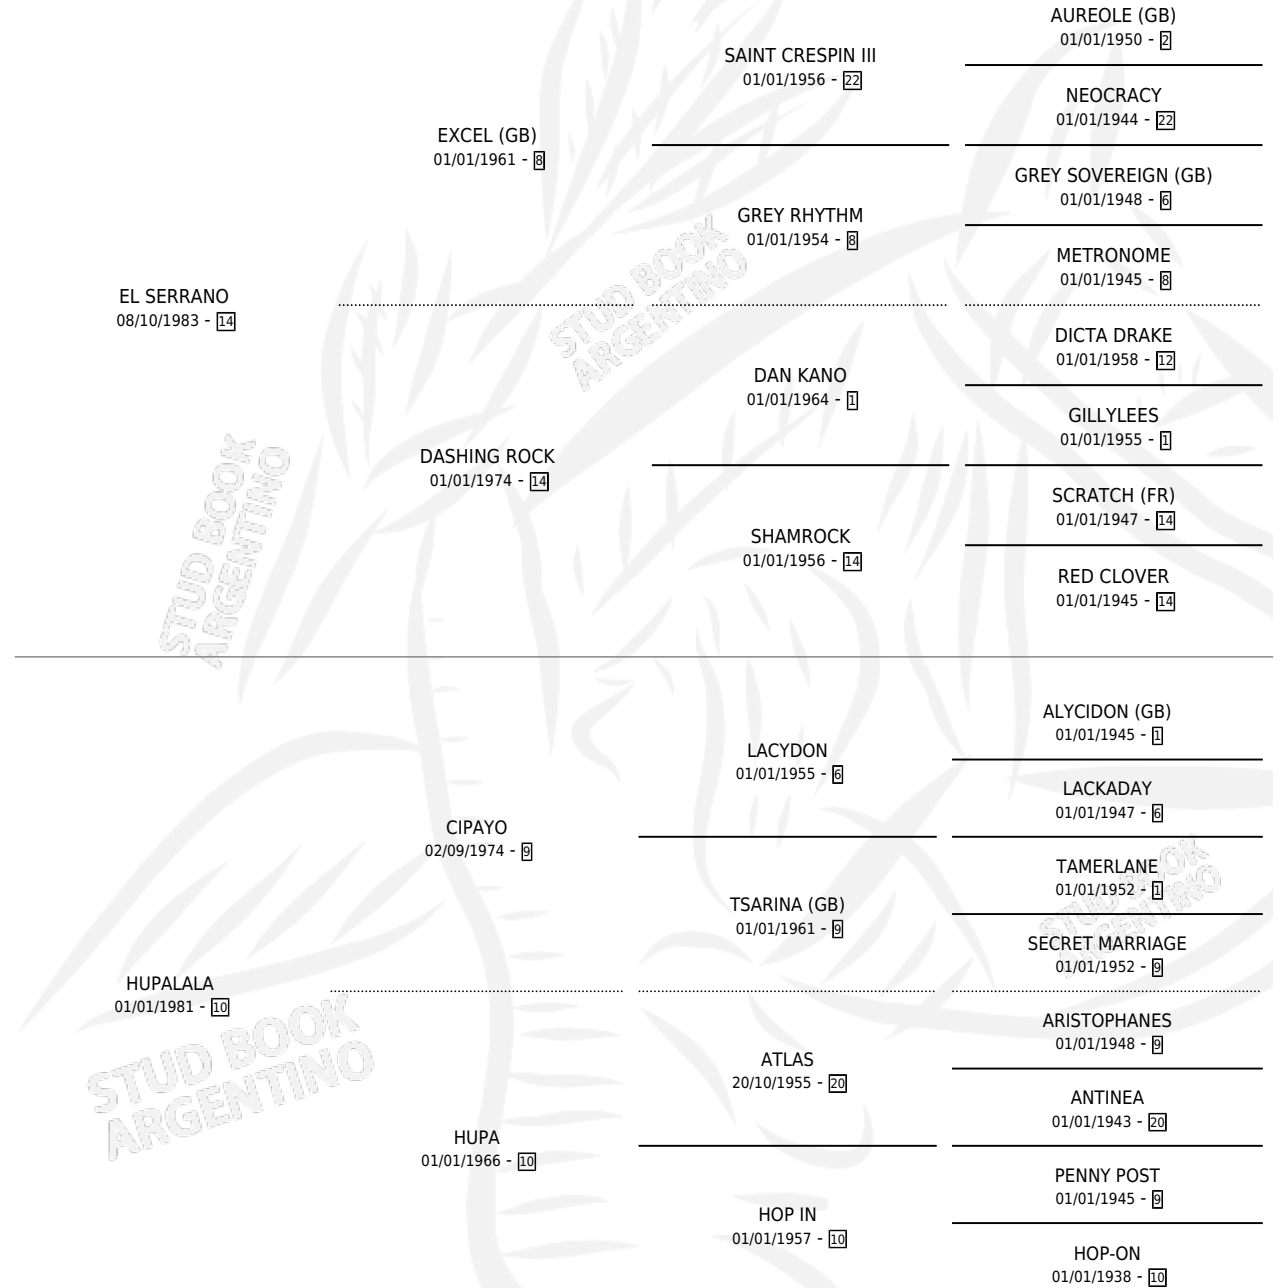 AUREOLE (GB)
01/01/1950 - 2
SAINT CRESPIN III
01/01/1956 - 22
NEOCRACY
01/01/1944 - 22
EXCEL (GB)
01/01/1961 - 8
GREY SOVEREIGN (GB)
01/01/1948 - 6
GREY RHYTHM
01/01/1954 - 8
METRONOME
01/01/1945 - 8
EL SERRANO
08/10/1983 - 14
DICTA DRAKE
01/01/1958 - 12
DAN KANO
01/01/1964 - 1
GILLYLEES
01/01/1955 - 1
DASHING ROCK
01/01/1974 - 14
SCRATCH (FR)
01/01/1947 - 14
SHAMROCK
01/01/1956 - 14
RED CLOVER
01/01/1945 - 14
ALYCIDON (GB)
01/01/1945 - 1
LACYDON
01/01/1955 - 6
LACKADAY
01/01/1947 - 6
CIPAYO
02/09/1974 - 9
TAMERLANE
01/01/1952 - 1
TSARINA (GB)
01/01/1961 - 9
SECRET MARRIAGE
01/01/1952 - 9
HUPALALA
01/01/1981 - 10
ARISTOPHANES
01/01/1948 - 9
ATLAS
20/10/1955 - 20
ANTINEA
01/01/1943 - 20
HUPA
01/01/1966 - 10
PENNY POST
01/01/1945 - 9
HOP IN
01/01/1957 - 10
HOP-ON
01/01/1938 - 10
STUD BOOK
ARGENTINO
STUD BOOK
ARGENTINO
STUD BOOK
ARGENTINO
STUD BOOK
ARGENTINO